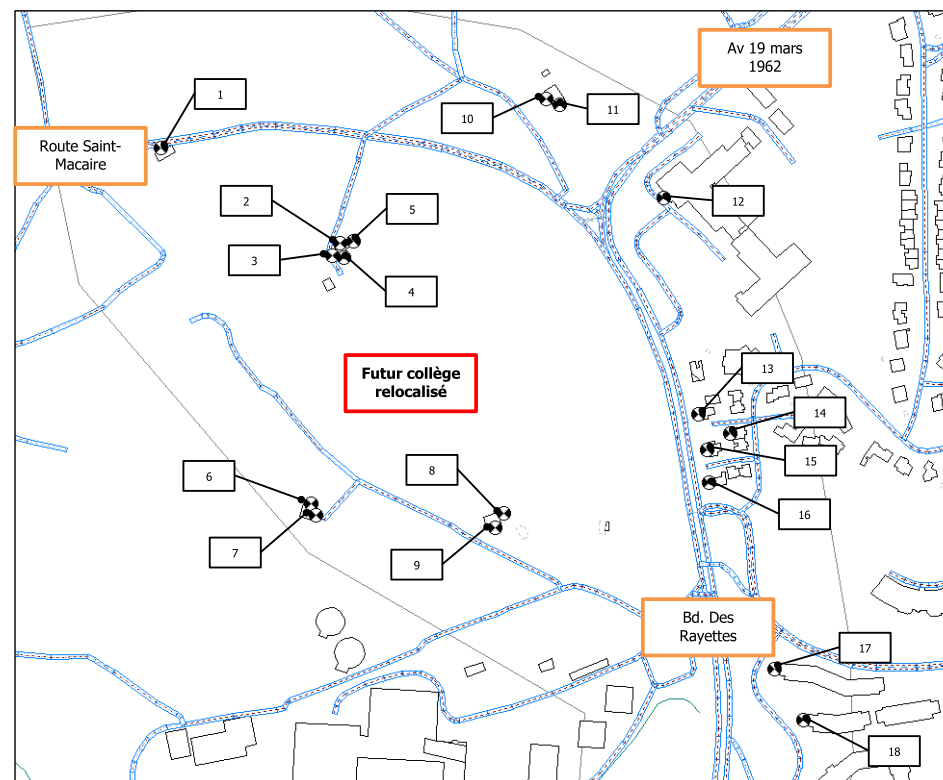 Av 19 mars
1962
1
10
11
Route Saint-
Macaire
2
5
12
3
4
Futur collège
relocalisé
13
14
15
6
8
16
7
9
Bd. Des
Rayettes
17
18